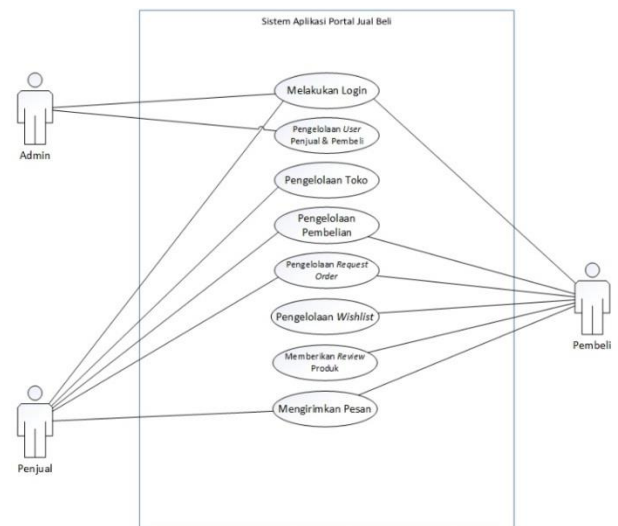 Sistem Aplikasi Portal Jual Beli
Melakukan Login
Admin
Pengelolaan User
Penjual & Pembeli
Pengelolaan Toko
Pengelolaan
Pembelian
Pengelolaan Request
Order
Pengelolaan Wishlist
Pembeli
Memberikan Review
Produk
Mengirimkan Pesan
Penjual